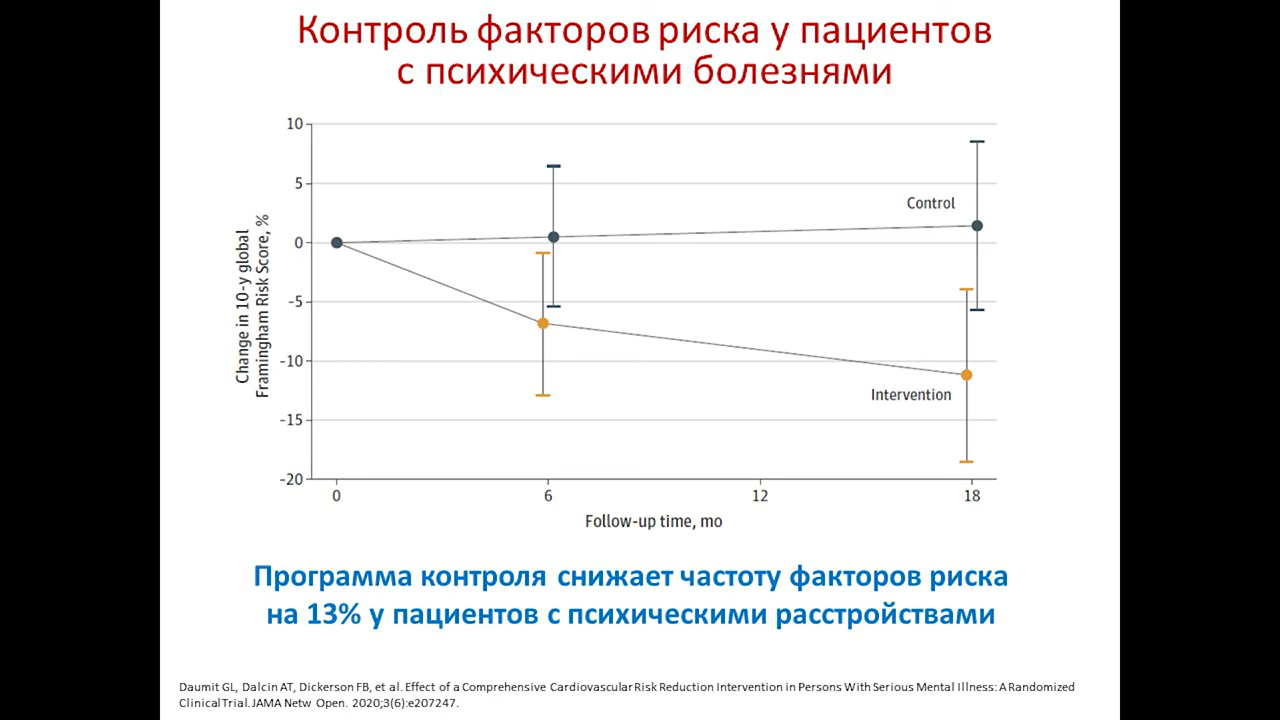 Контроль факторов риска у пациентов
с психическими болезнями
10
5
0
-5
-10
-15
-20
Change in 10-y global
Framingham Risk Score, %
Control
Intervention
0 6 12 18
Follow-up time, mo
Программа контроля снижает частоту факторов риска
на 13% у пациентов с психическими расстройствами
Daumit GL, Dalcin AT, Dickerson FB, et al. Effect of a Comprehensive Cardiovascular Risk Reduction Intervention in Persons With Serious Mental Illness: A Randomized
Clinical Trial. JAMA Netw Open. 2020;3(6):e207247.